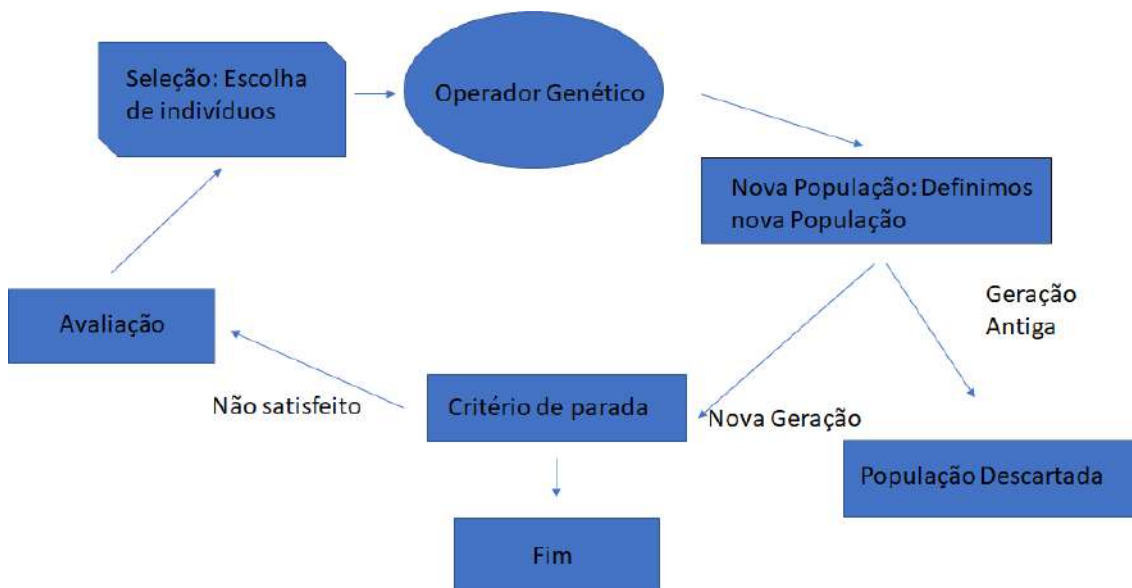 Seleção: Escolha
de indivíduos
Operador Genético
Nova População: Definimos
nova População
Geração
Antiga
Avaliação
Não satisfeito
Critério de parada
Nova Geração
População Descartada
Fim